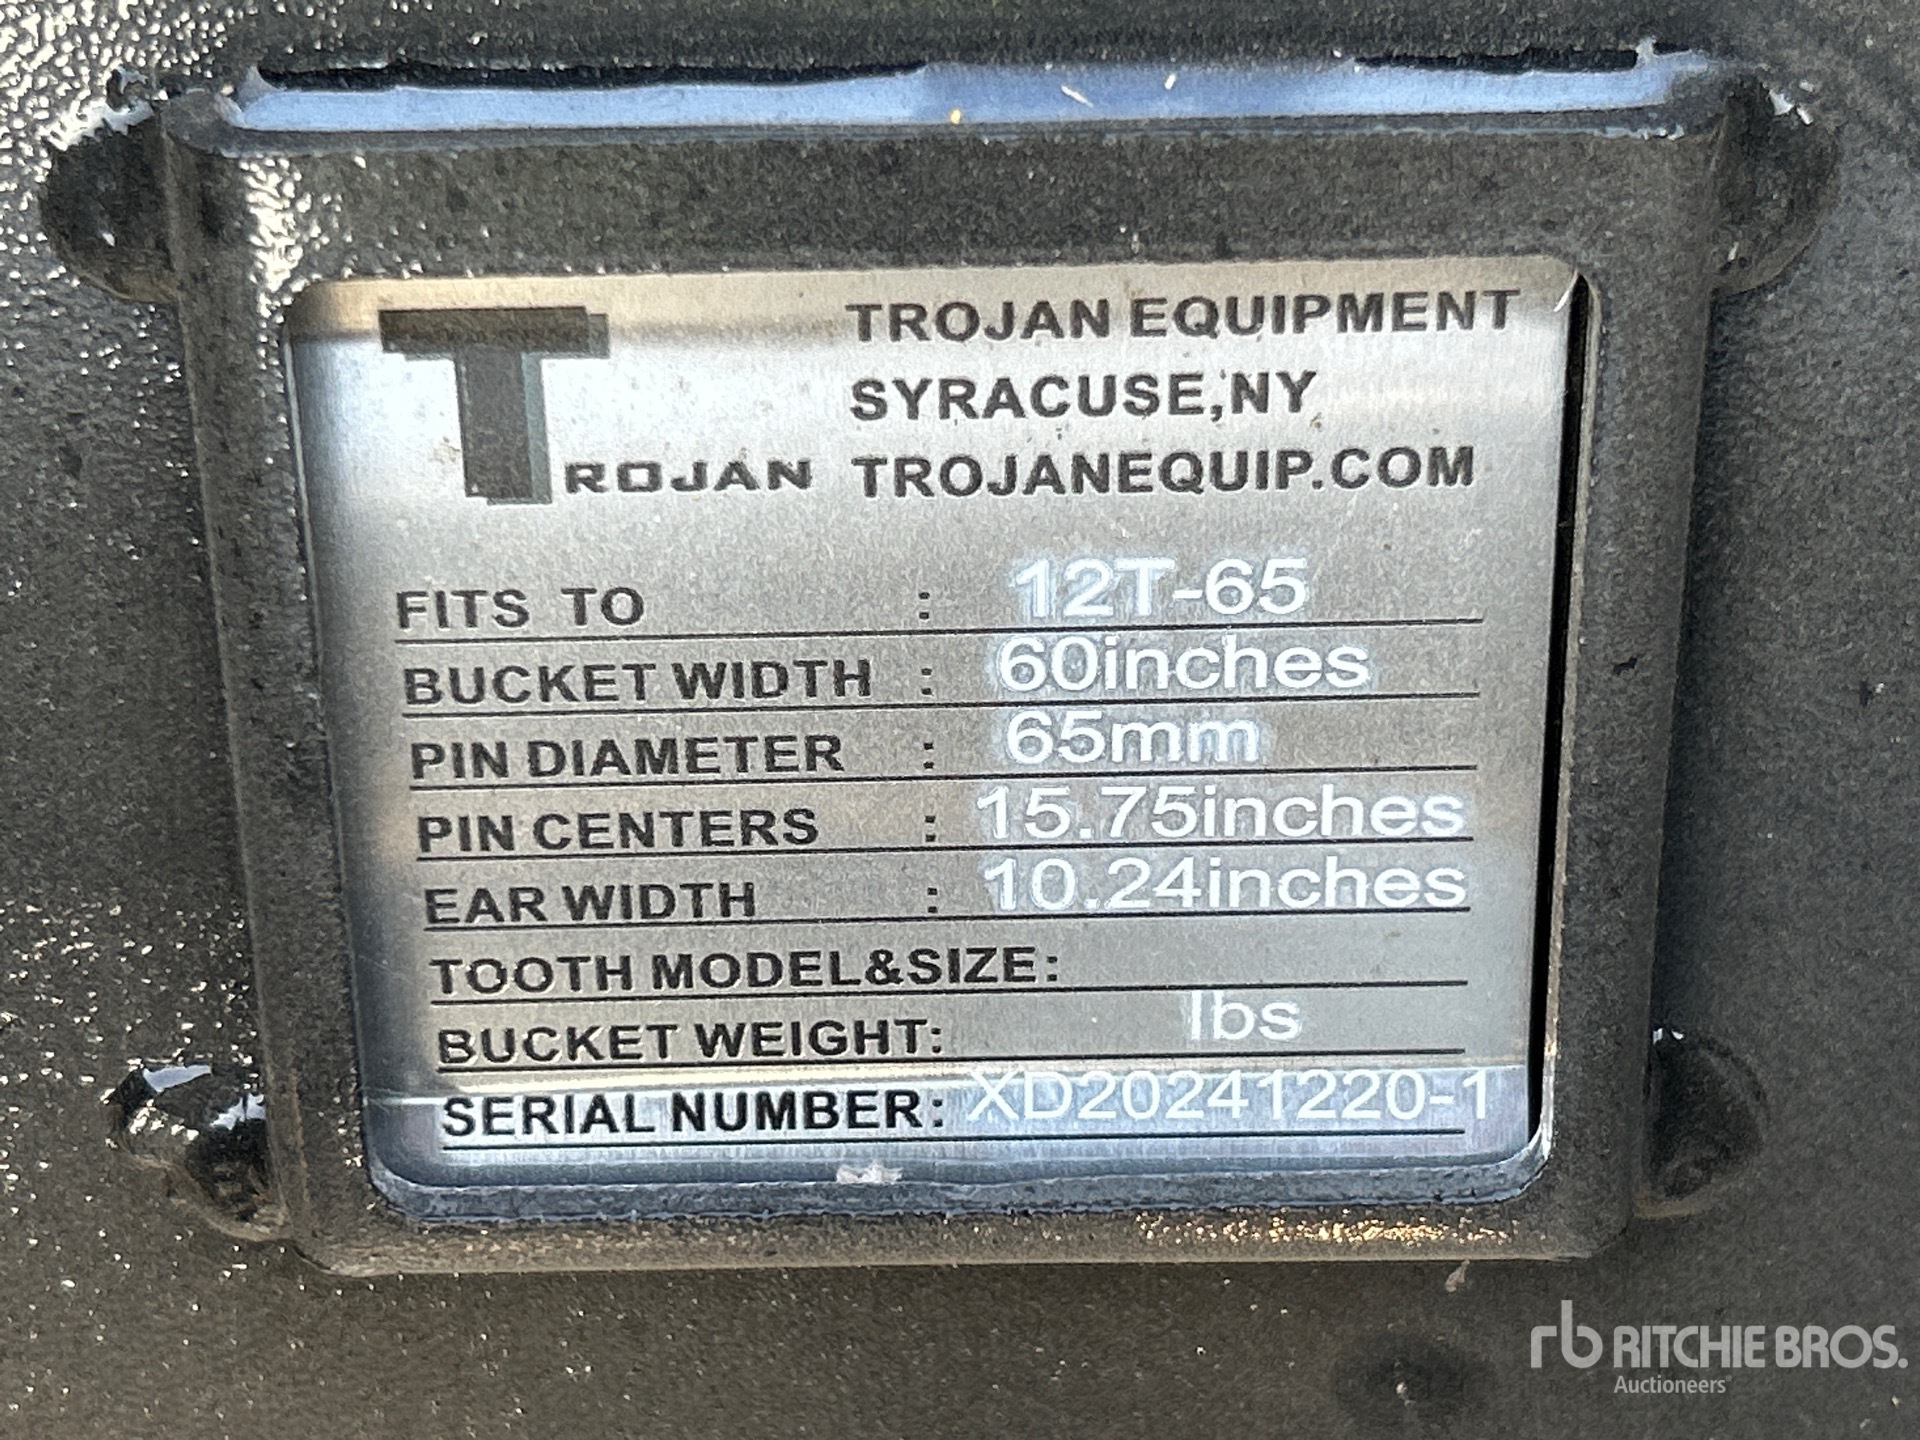 TROJAN
TROJAN EQUIPMENT
SYRACUSE,NY
TROJANEQUIP.COM
FITS TO : 12T-65
BUCKET WIDTH : 60inches
PIN DIAMETER : 65mm
PIN CENTERS : 15.75inches
EAR WIDTH : 10.24inches
TOOTH MODEL&SIZE:
BUCKET WEIGHT: lbs
SERIAL NUMBER: XD20241220-1
rb RITCHIE BROS.
Auctioneers